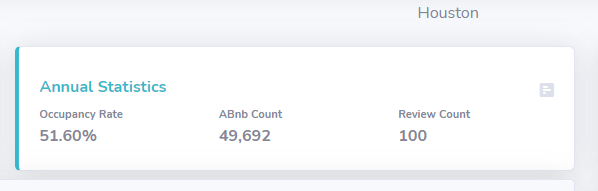 Houston
Annual Statistics
Occupancy Rate ABnb Count Review Count
51.60% 49,692 100